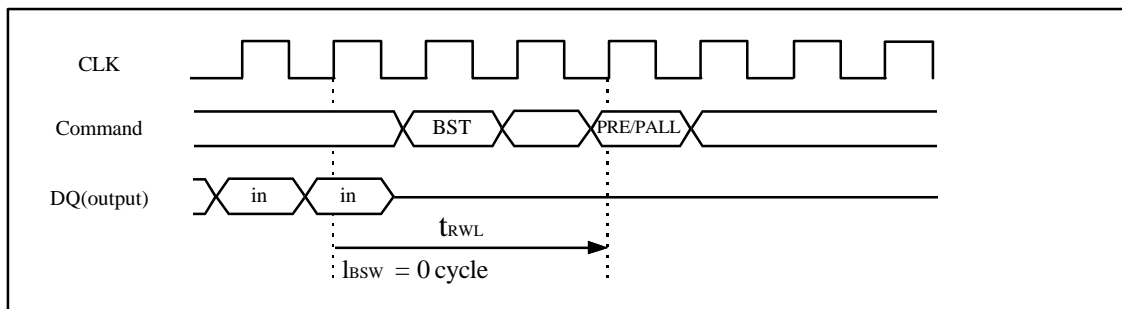 CLK
Command BST PRE/PALL
DQ(output) in in
tRWL
lBSW = 0 cycle